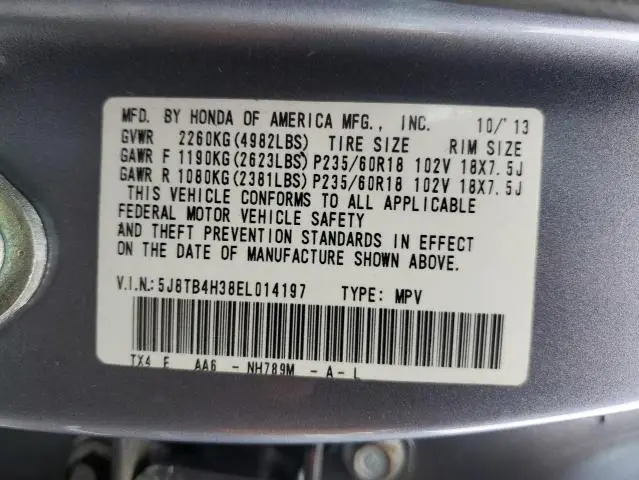 MFD. BY HONDA OF AMERICA MFG., INC. 10/'13
GVWR 2260KG(4982LBS) TIRE SIZE RIM SIZE
GAWR F 1190KG(2623LBS) P235/60R18 102V 18X7.5J
GAWR R 1080KG(2381LBS) P235/60R18 102V 18X7.5J
THIS VEHICLE CONFORMS TO ALL APPLICABLE
FEDERAL MOTOR VEHICLE SAFETY
AND THEFT PREVENTION STANDARDS IN EFFECT
ON THE DATE OF MANUFACTURE SHOWN ABOVE.
V.I.N.: 5J8TB4H38EL014197 TYPE: MPV
TX4 E AA6 - NH789M - A - L